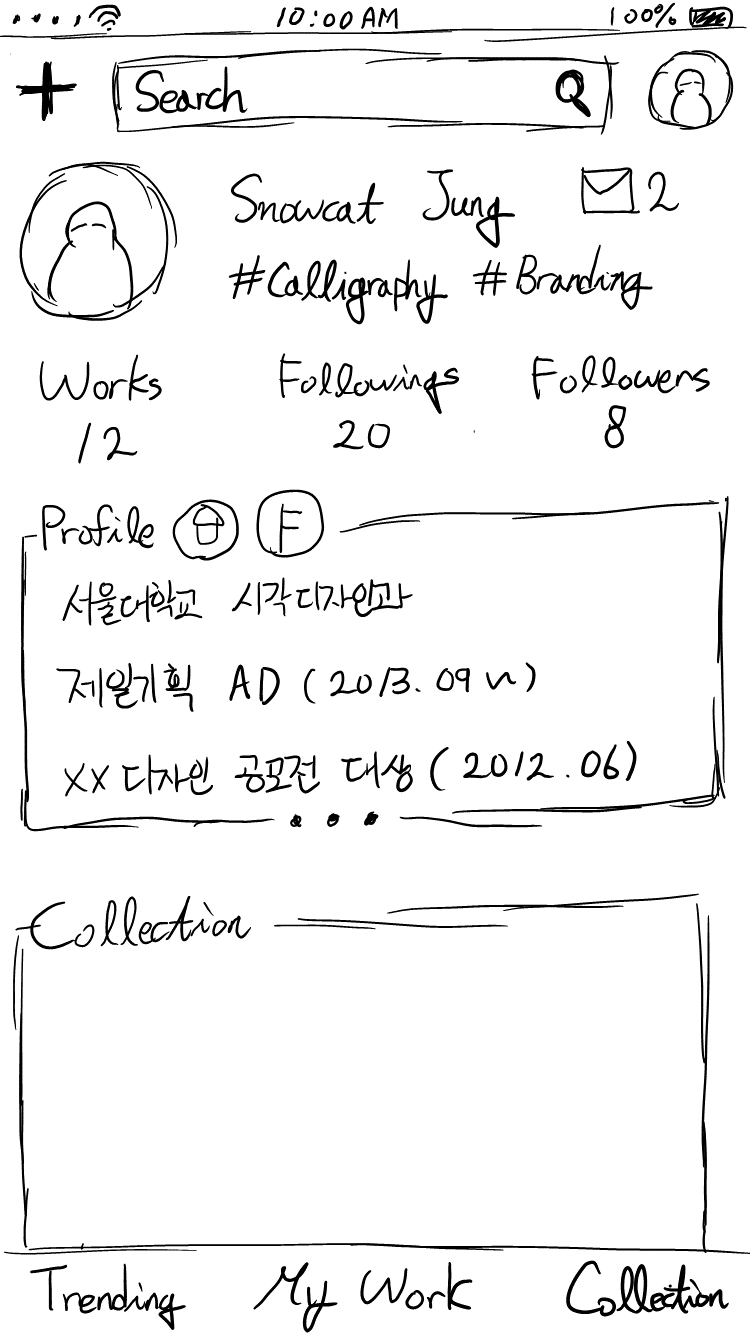 10:00 AM 100%
Search
Snowcat Jung 2
#Calligraphy #Branding
Works Followings Followers
12 20 8
Profile F
서울대학교 시각디자인과
제일기획 AD (2013.09~)
XX 디자인 공모전 대상 (2012.06)
Collection
Trending My Work Collection